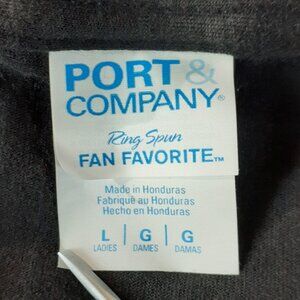 PORT &
COMPANY®
Ring Spun
FAN FAVORITE™
Made in Honduras
Fabriqué au Honduras
Hecho en Honduras
L | G | G
LADIES | DAMES | DAMAS